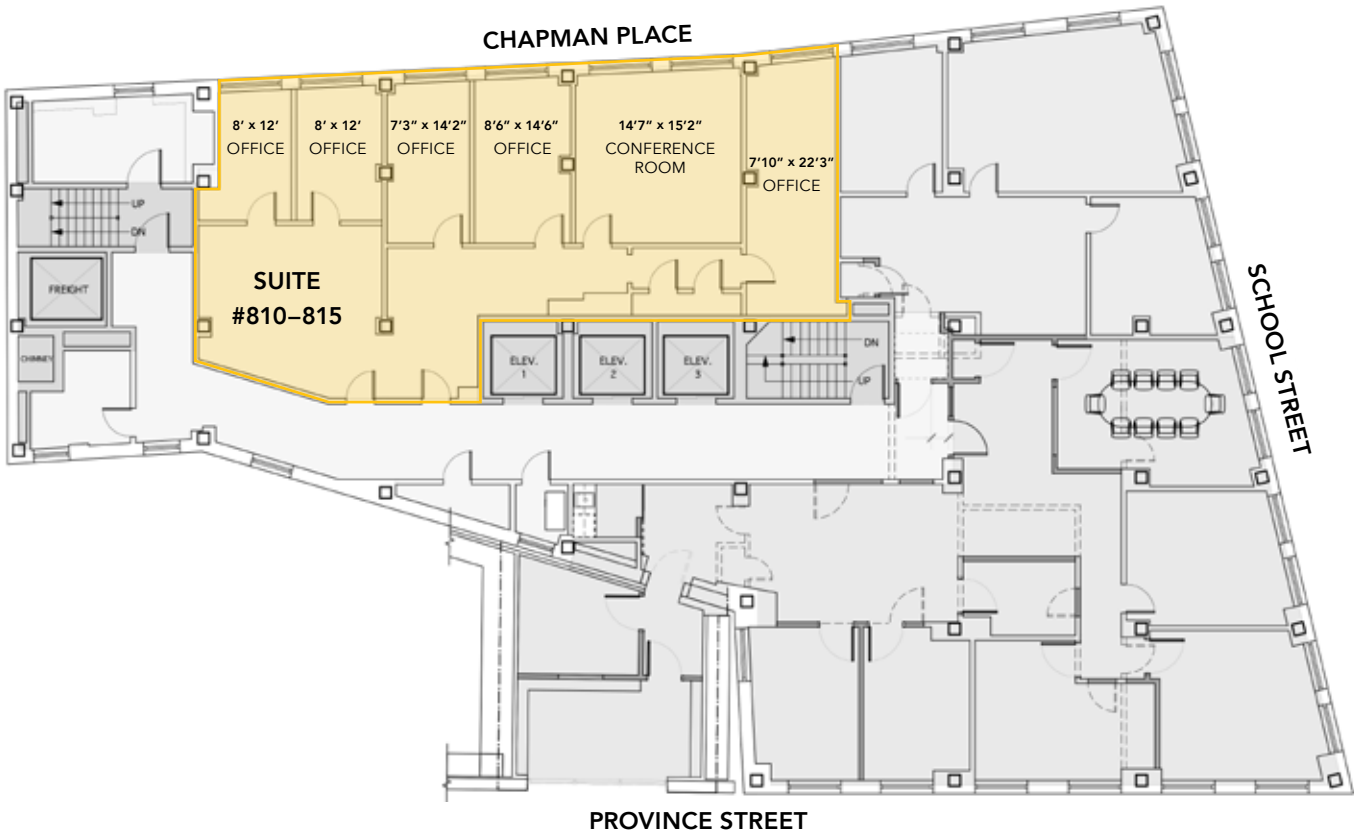 CHAPMAN PLACE
8' x 12'
OFFICE
8' x 12'
OFFICE
7'3" x 14'2"
OFFICE
8'6" x 14'6"
OFFICE
14'7" x 15'2"
CONFERENCE
ROOM
7'10" x 22'3"
OFFICE
UP
DN
FREIGHT
CHIMNEY
SUITE
#810–815
ELEV.
1
ELEV.
2
ELEV.
3
DN
UP
SCHOOL STREET
PROVINCE STREET